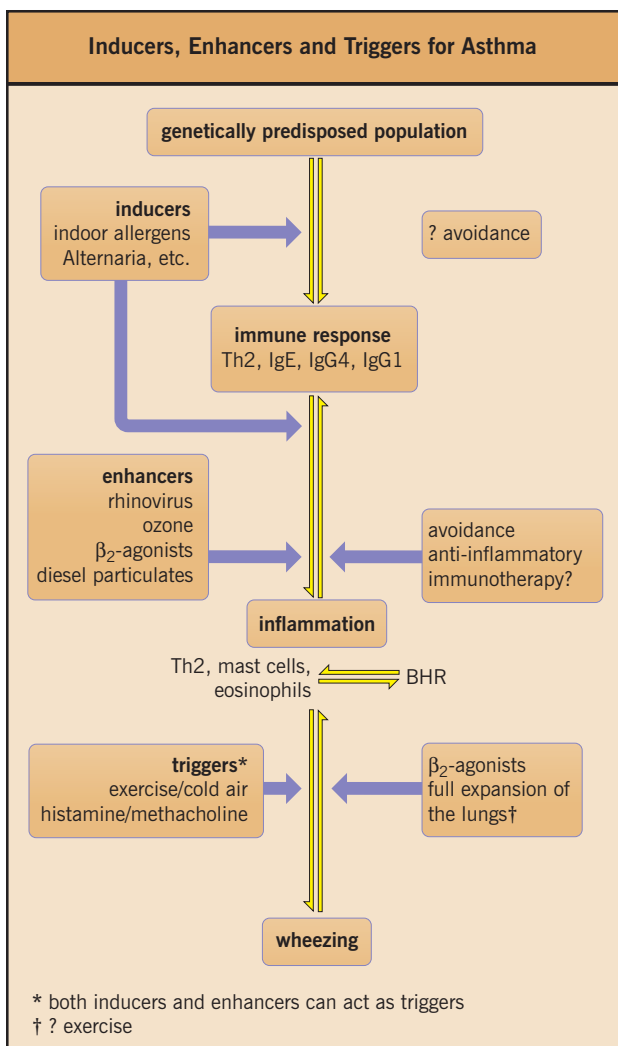 Inducers, Enhancers and Triggers for Asthma
genetically predisposed population
inducers
indoor allergens
Alternaria, etc.
? avoidance
immune response
Th2, IgE, IgG4, IgG1
enhancers
rhinovirus
ozone
β₂-agonists
diesel particulates
avoidance
anti-inflammatory
immunotherapy?
inflammation
Th2, mast cells,
eosinophils
BHR
triggers*
exercise/cold air
histamine/methacholine
β₂-agonists
full expansion of
the lungs†
wheezing
* both inducers and enhancers can act as triggers
† ? exercise